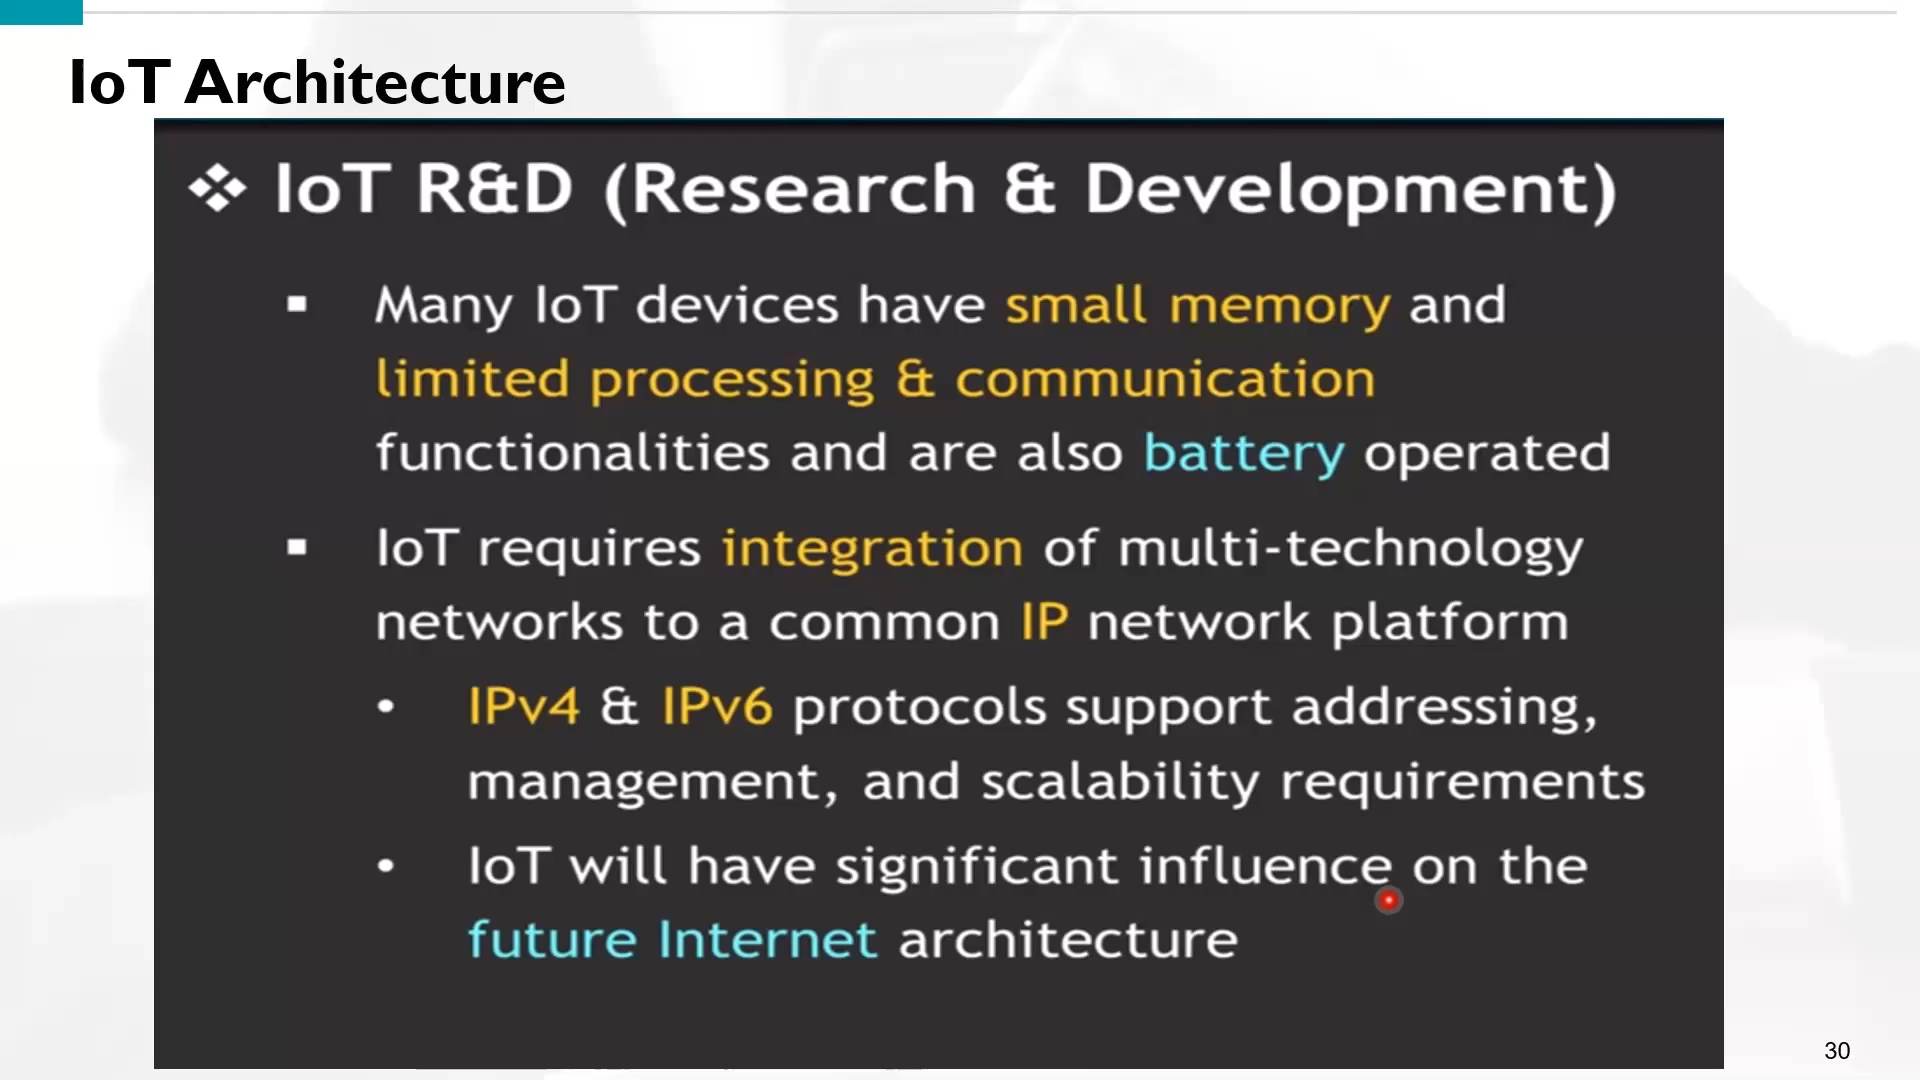 IoT Architecture
❖ IoT R&D (Research & Development)
▪ Many IoT devices have small memory and
limited processing & communication
functionalities and are also battery operated
▪ IoT requires integration of multi-technology
networks to a common IP network platform
• IPv4 & IPv6 protocols support addressing,
management, and scalability requirements
• IoT will have significant influence on the
future Internet architecture
30